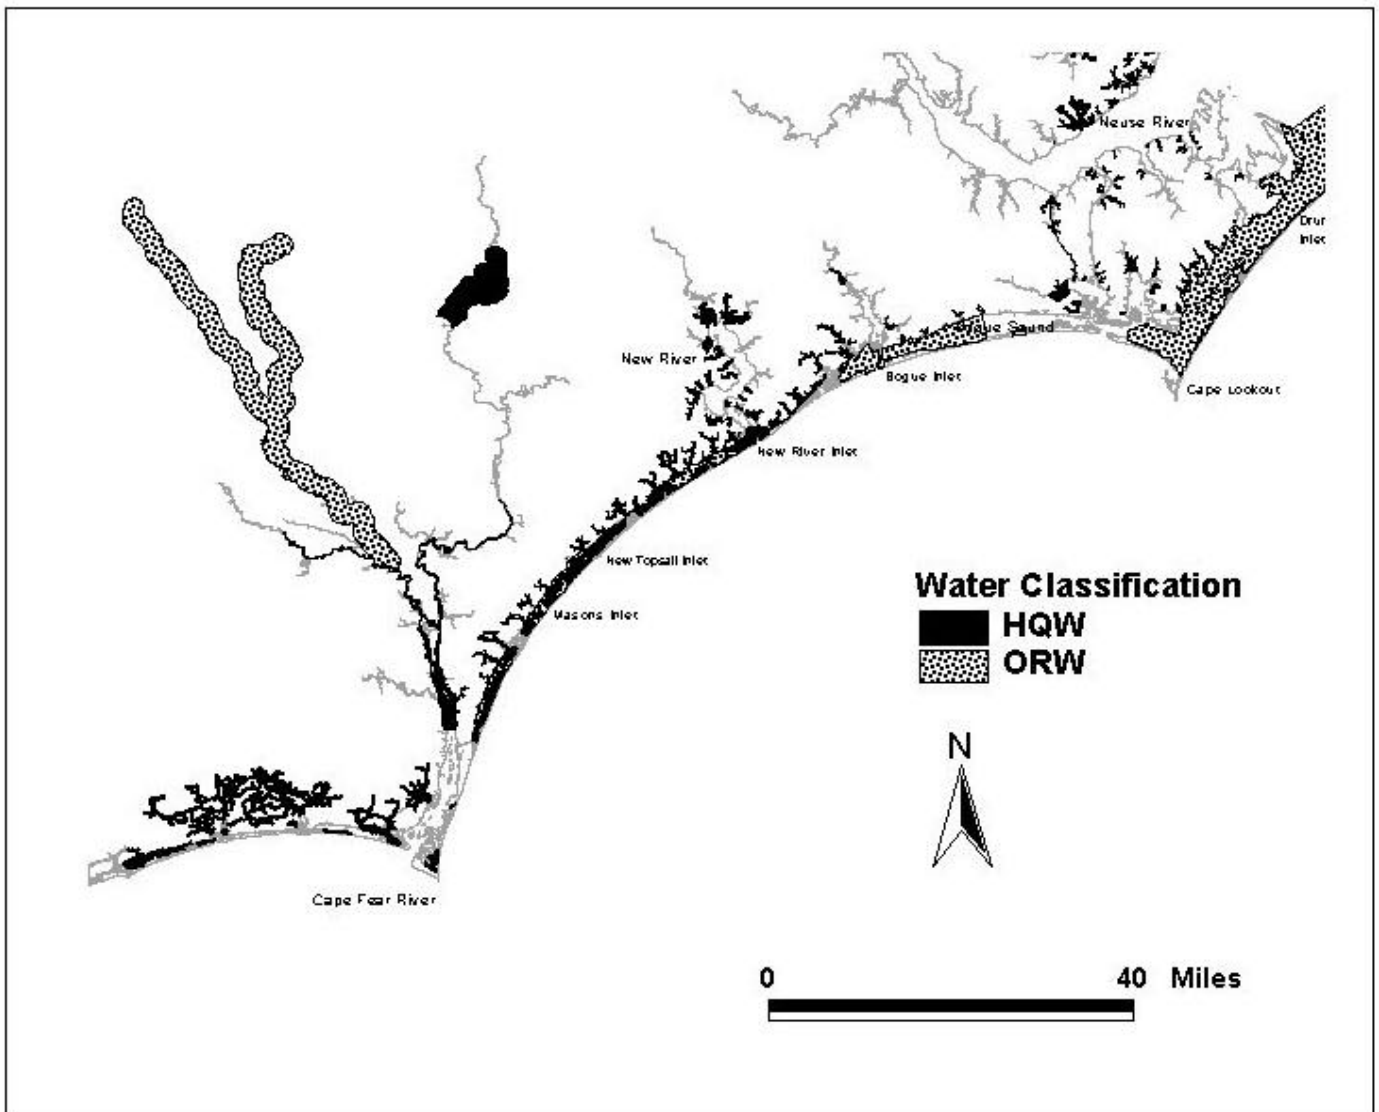 Neuse River
Drum
Inlet
Bogue Sound
New River
Bogue Inlet
Cape Lookout
New River Inlet
New Topsail Inlet
Masons Inlet
Water Classification
HQW
ORW
N
Cape Fear River
0 40 Miles